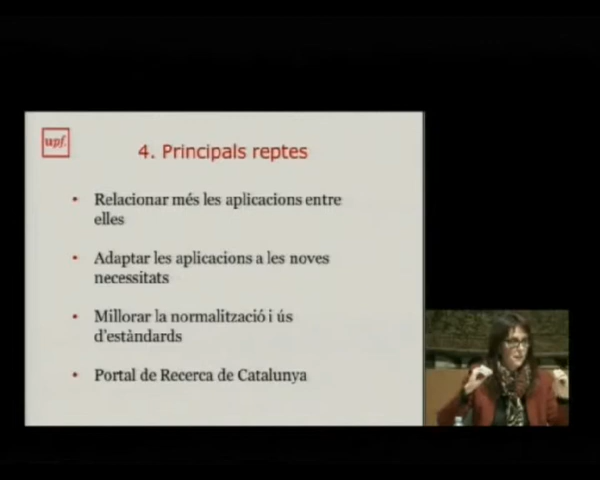 upf.
4. Principals reptes
• Relacionar més les aplicacions entre
elles
• Adaptar les aplicacions a les noves
necessitats
• Millorar la normalització i ús
d'estàndards
• Portal de Recerca de Catalunya